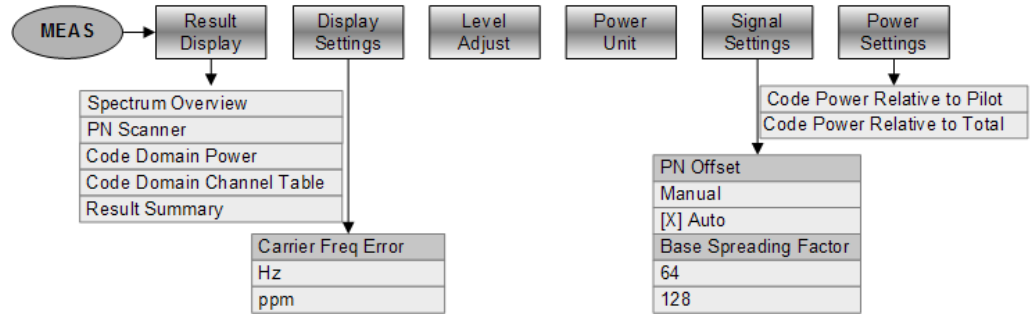 MEAS
Result
Display
Display
Settings
Level
Adjust
Power
Unit
Signal
Settings
Power
Settings
Spectrum Overview
PN Scanner
Code Domain Power
Code Domain Channel Table
Result Summary
Carrier Freq Error
Hz
ppm
PN Offset
Manual
[X] Auto
Base Spreading Factor
64
128
Code Power Relative to Pilot
Code Power Relative to Total